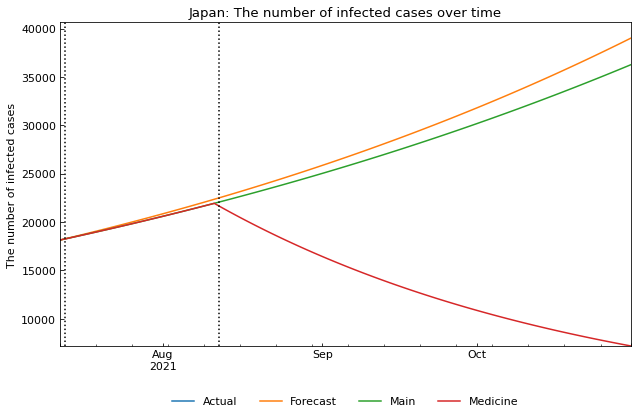 Japan: The number of infected cases over time
The number of infected cases
40000
35000
30000
25000
20000
15000
10000
Aug
2021
Sep
Oct
Actual
Forecast
Main
Medicine